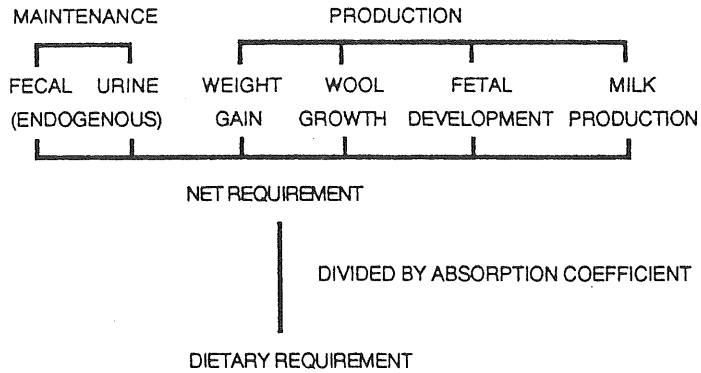 MAINTENANCE PRODUCTION
FECAL URINE WEIGHT WOOL FETAL MILK
(ENDOGENOUS) GAIN GROWTH DEVELOPMENT PRODUCTION
NET REQUIREMENT
DIVIDED BY ABSORPTION COEFFICIENT
DIETARY REQUIREMENT